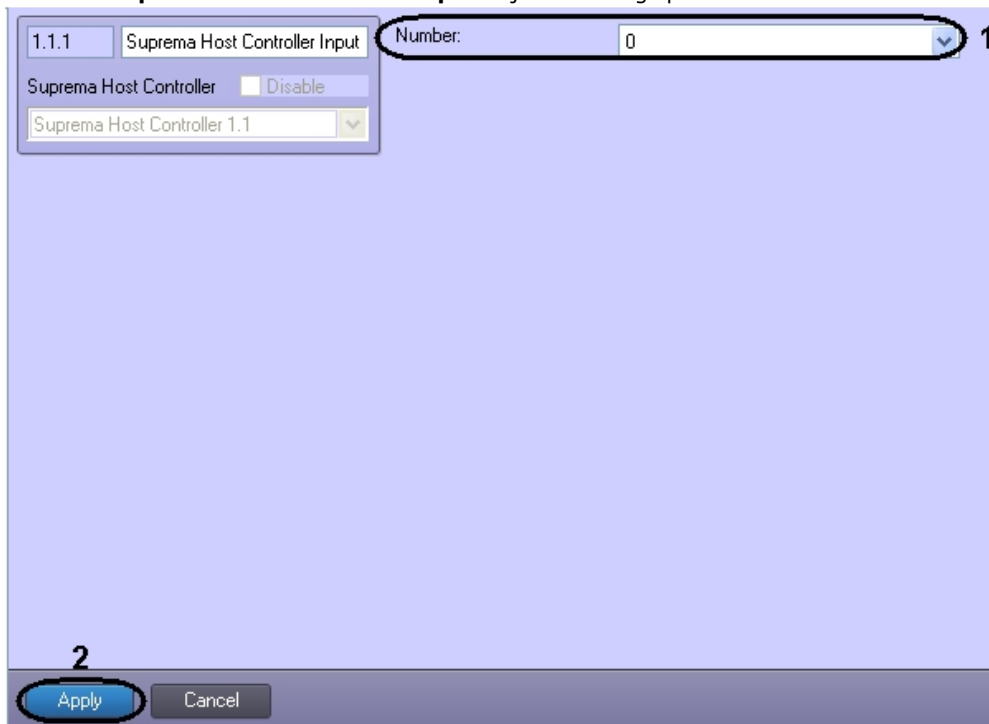 Number: 0 1
1.1.1 Suprema Host Controller Input
Suprema Host Controller Disable
Suprema Host Controller 1.1
2
Apply Cancel